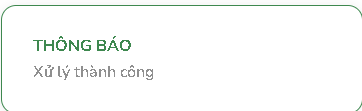 THÔNG BÁO
Xử lý thành công